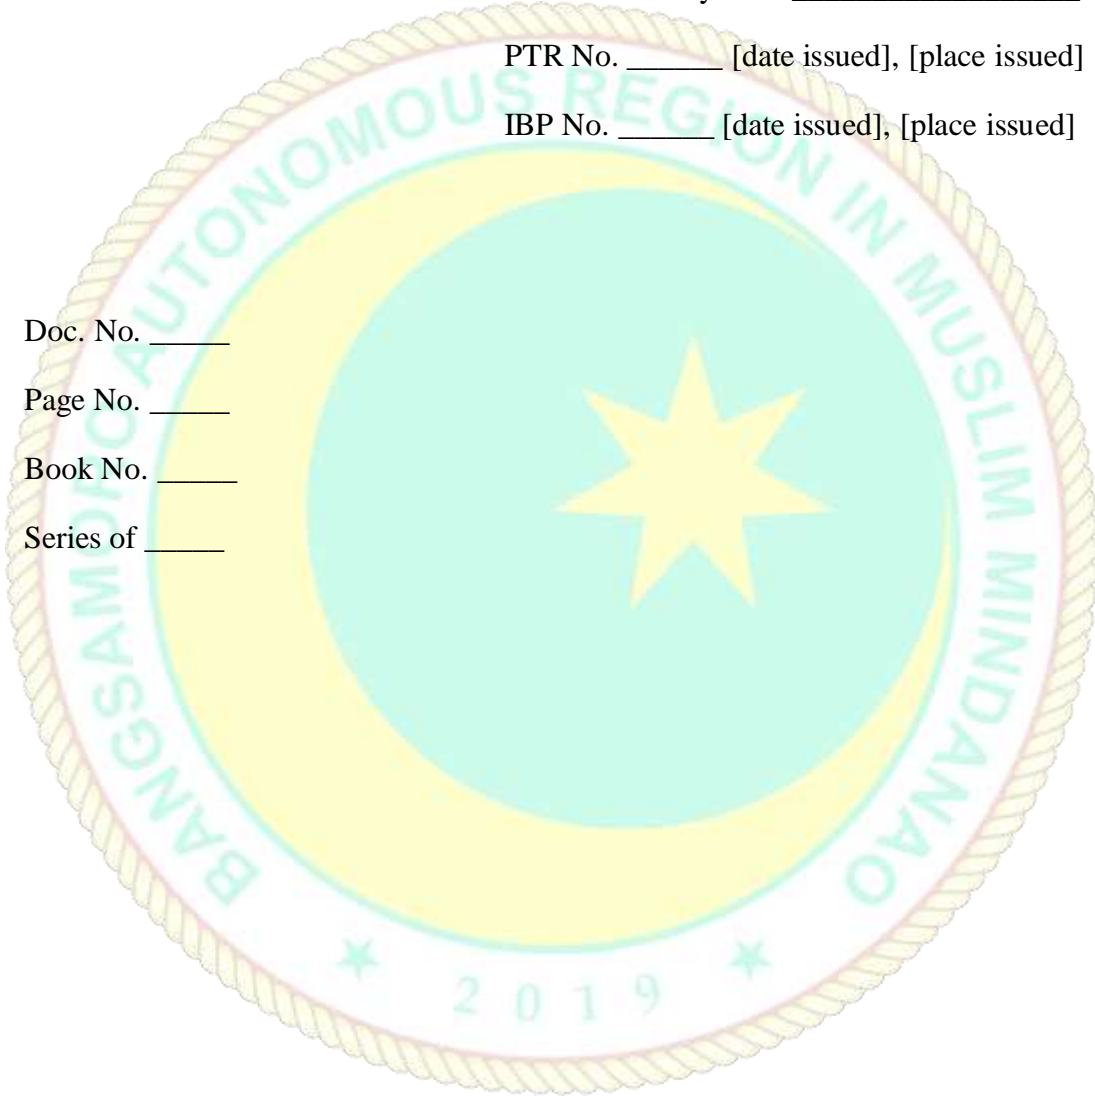 PTR No. ______ [date issued], [place issued]
IBP No. ______ [date issued], [place issued]
Doc. No. _____
Page No. _____
Book No. _____
Series of _____
BANGSAMORO AUTONOMOUS REGION IN MUSLIM MINDANAO
2019